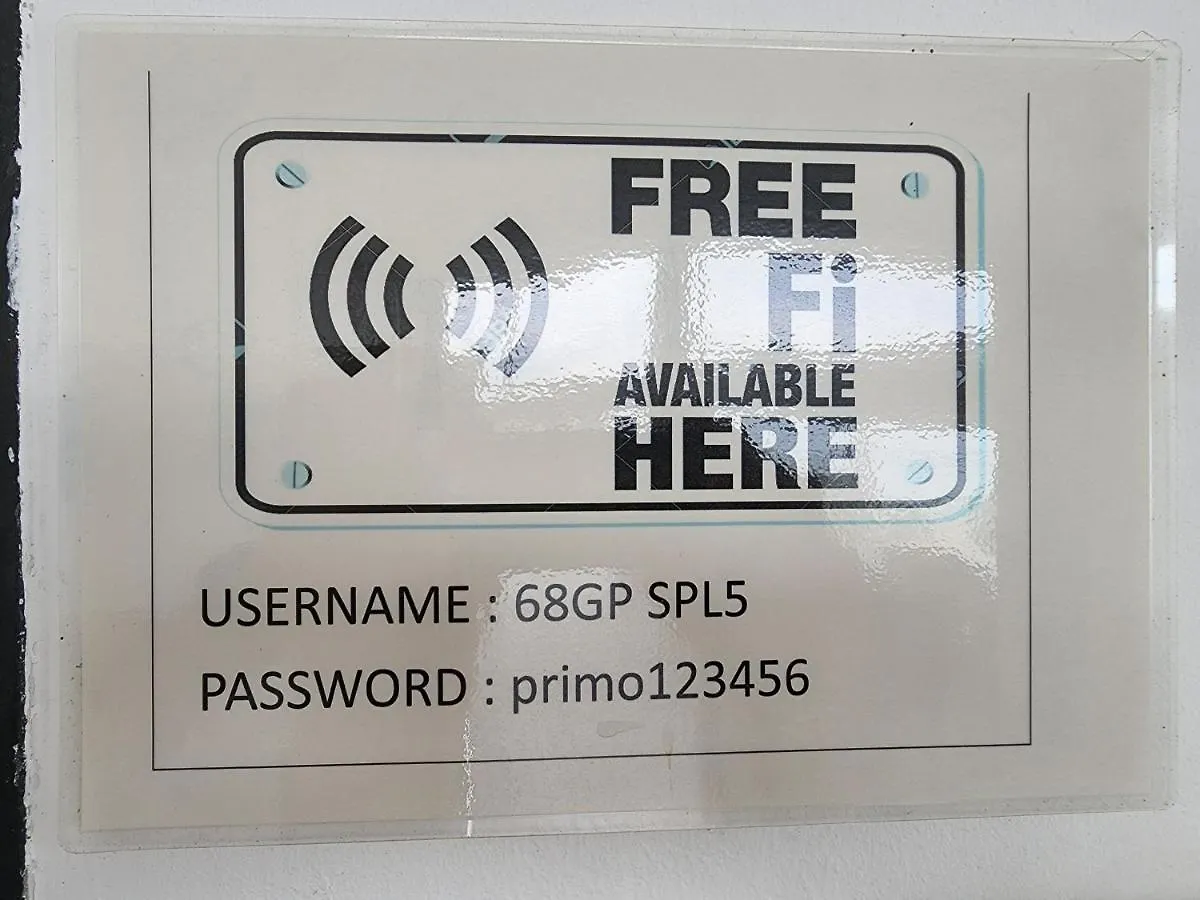 FREE
Fi
AVAILABLE
HERE
USERNAME : 68GP SPL5
PASSWORD : primo123456